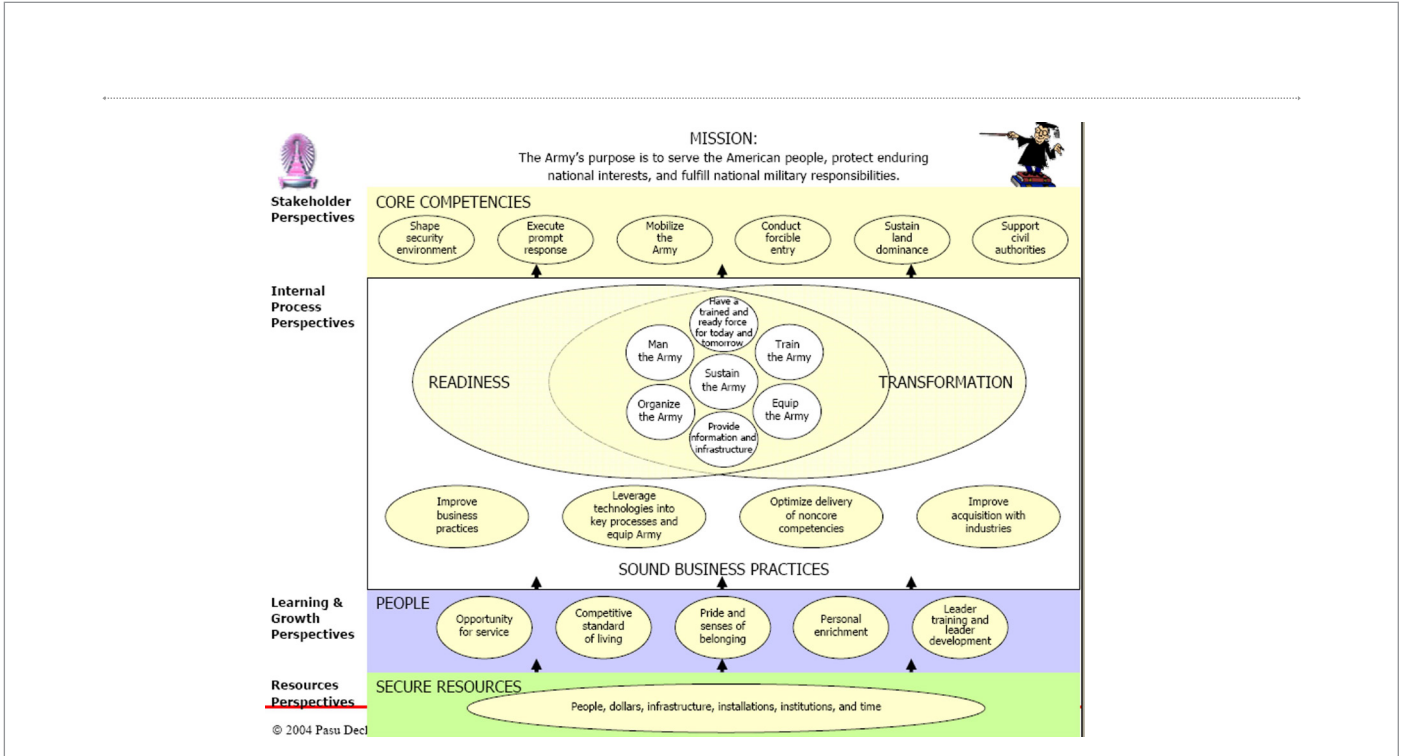 MISSION:
The Army's purpose is to serve the American people, protect enduring
national interests, and fulfill national military responsibilities.
Stakeholder
Perspectives
CORE COMPETENCIES
Shape
security
environment
Execute
prompt
response
Mobilize
the
Army
Conduct
forcible
entry
Sustain
land
dominance
Support
civil
authorities
Internal
Process
Perspectives
READINESS
Have a
trained and
ready force
for today and
tomorrow
Man
the Army
Train
the Army
Sustain
the Army
Organize
the Army
Equip
the Army
Provide
nformation and
infrastructure
TRANSFORMATION
Improve
business
practices
Leverage
technologies into
key processes and
equip Army
Optimize delivery
of noncore
competencies
Improve
acquisition with
industries
SOUND BUSINESS PRACTICES
Learning &
Growth
Perspectives
PEOPLE
Opportunity
for service
Competitive
standard
of living
Pride and
senses of
belonging
Personal
enrichment
Leader
training and
leader
development
Resources
Perspectives
SECURE RESOURCES
People, dollars, infrastructure, installations, institutions, and time
© 2004 Pasu Decl